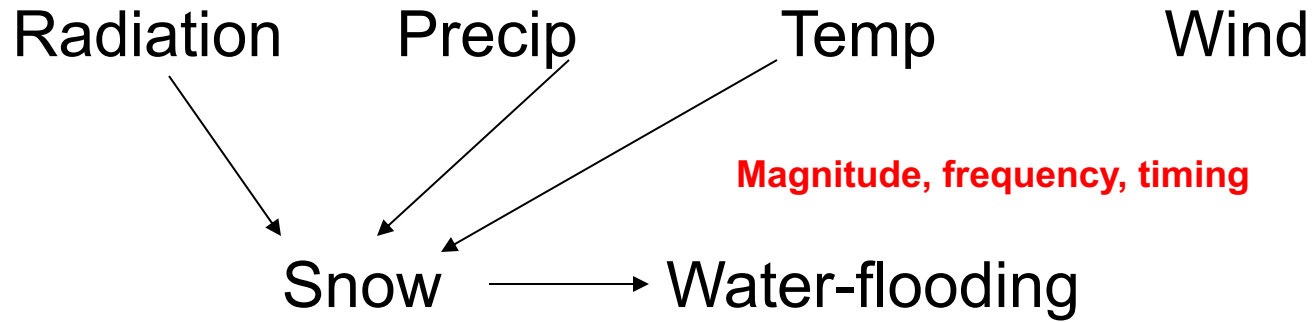 Radiation Precip Temp Wind
Magnitude, frequency, timing
Snow Water-flooding